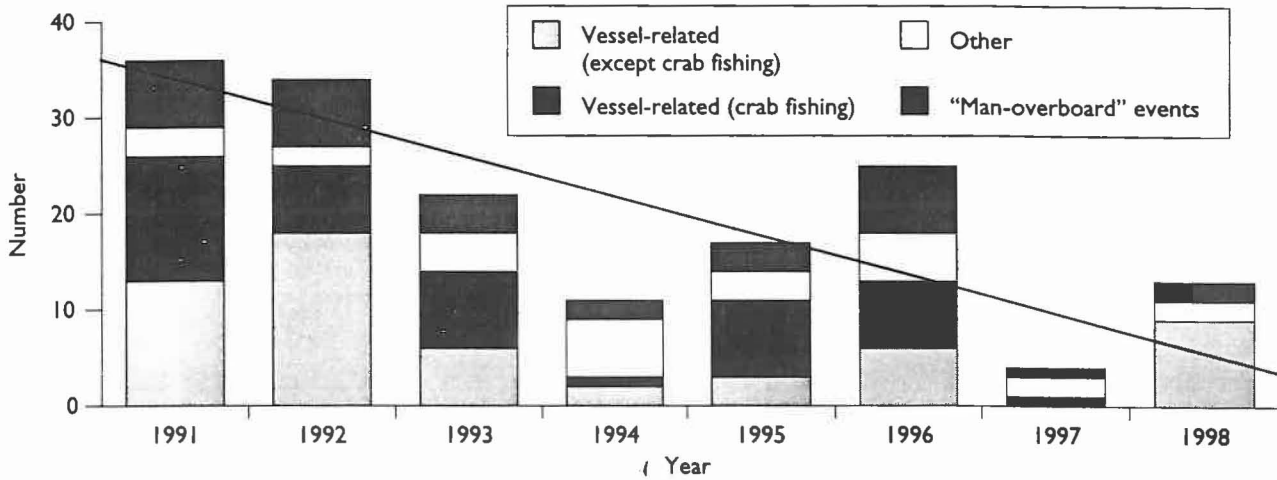 40
30
20
10
0
Number
Vessel-related
(except crab fishing)
Other
Vessel-related (crab fishing)
"Man-overboard" events
1991
1992
1993
1994
1995
1996
1997
1998
Year